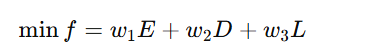 min f = w₁E + w₂D + w₃L